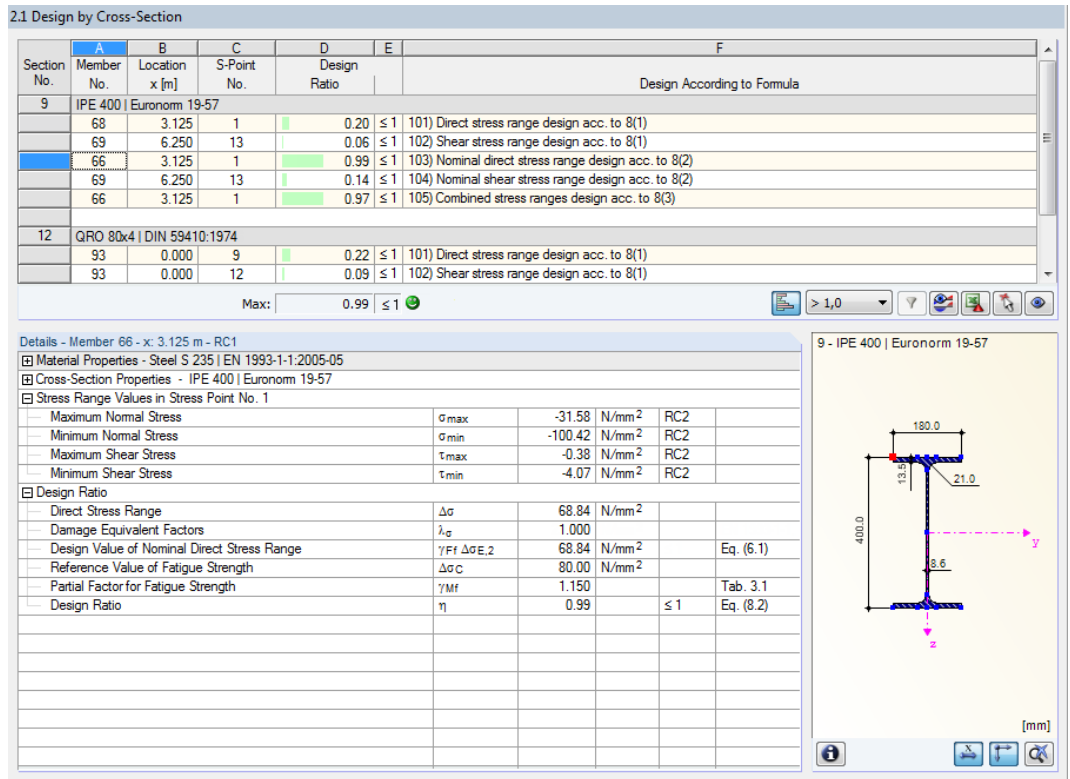 2.1 Design by Cross-Section
A B C D E F
Section Member Location S-Point Design
No. No. x [m] No. Ratio Design According to Formula
9 IPE 400 | Euronorm 19-57
68 3.125 1 0.20 ≤ 1 101) Direct stress range design acc. to 8(1)
69 6.250 13 0.06 ≤ 1 102) Shear stress range design acc. to 8(1)
66 3.125 1 0.99 ≤ 1 103) Nominal direct stress range design acc. to 8(2)
69 6.250 13 0.14 ≤ 1 104) Nominal shear stress range design acc. to 8(2)
66 3.125 1 0.97 ≤ 1 105) Combined stress ranges design acc. to 8(3)
12 QRO 80x4 | DIN 59410:1974
93 0.000 9 0.22 ≤ 1 101) Direct stress range design acc. to 8(1)
93 0.000 12 0.09 ≤ 1 102) Shear stress range design acc. to 8(1)
Max: 0.99 ≤ 1 > 1,0
Details - Member 66 - x: 3.125 m - RC1
Material Properties - Steel S 235 | EN 1993-1-1:2005-05
Cross-Section Properties - IPE 400 | Euronorm 19-57
Stress Range Values in Stress Point No. 1
Maximum Normal Stress σmax -31.58 N/mm² RC2
Minimum Normal Stress σmin -100.42 N/mm² RC2
Maximum Shear Stress τmax -0.38 N/mm² RC2
Minimum Shear Stress τmin -4.07 N/mm² RC2
Design Ratio
Direct Stress Range Δσ 68.84 N/mm²
Damage Equivalent Factors λσ 1.000
Design Value of Nominal Direct Stress Range γFf ΔσE,2 68.84 N/mm² Eq. (6.1)
Reference Value of Fatigue Strength ΔσC 80.00 N/mm²
Partial Factor for Fatigue Strength γMf 1.150 Tab. 3.1
Design Ratio η 0.99 ≤ 1 Eq. (8.2)
9 - IPE 400 | Euronorm 19-57
180.0
13.5
21.0
400.0
y
8.6
z
[mm]
X